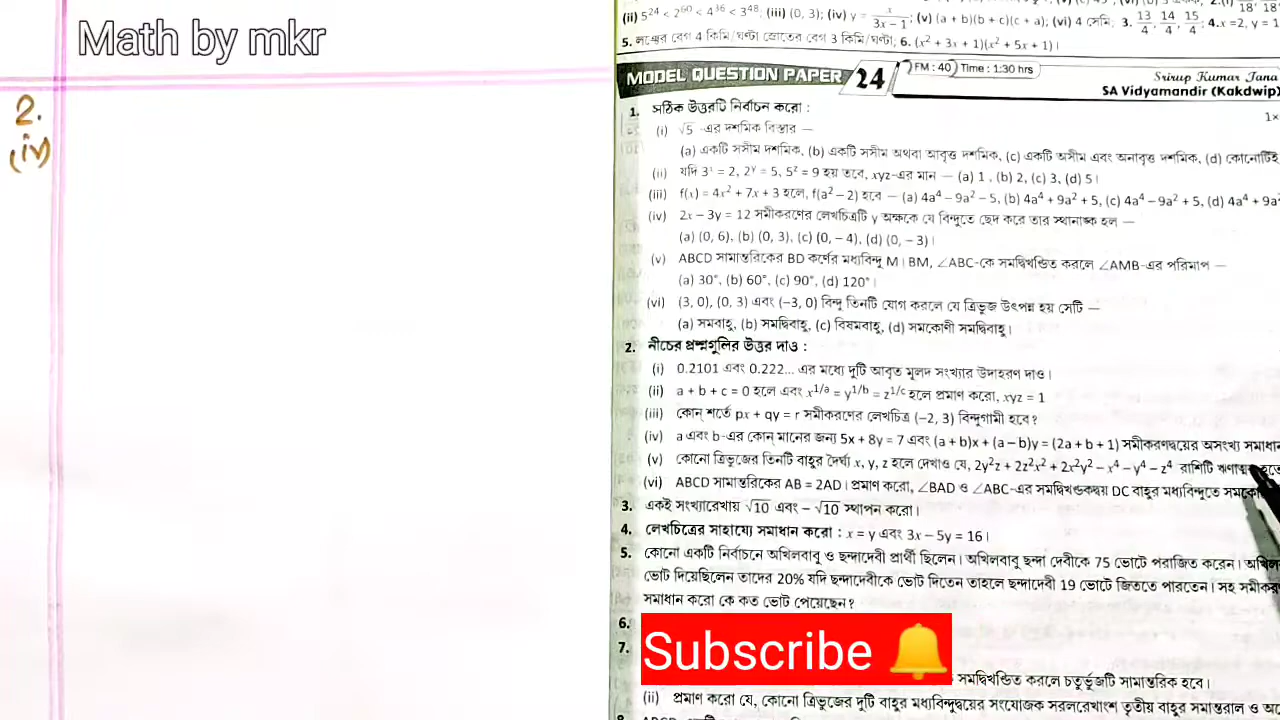 Math by mkr
2.
(iv)
(ii) 5²⁴ < 2⁶⁰ < 4³⁶ < 3⁴⁸; (iii) (0, 3); (iv) y = x/(3x − 1); (v) (a + b)(b + c)(c + a); (vi) 4 সেমি; 3. 13/4, 14/4, 15/4; 4. x =2, y = 1
5. বেগ 4 কিমি/ঘণ্টা স্রোতের বেগ 3 কিমি/ঘণ্টা; 6. (x² + 3x + 1)(x² + 5x + 1)।
MODEL QUESTION PAPER 24 FM : 40 Time : 1:30 hrs
Srirup Kumar Jana
SA Vidyamandir (Kakdwip)
1. সঠিক উত্তরটি নির্বাচন করো : 1×
(i) √5 -এর দশমিক বিস্তার —
(a) একটি সসীম দশমিক, (b) একটি সসীম অথবা আবৃত্ত দশমিক, (c) একটি অসীম এবং অনাবৃত্ত দশমিক, (d) কোনোটিই
(ii) যদি 3ˣ = 2, 2ʸ = 5, 5ᶻ = 9 হয় তবে, xyz-এর মান — (a) 1, (b) 2, (c) 3, (d) 5।
(iii) f(x) = 4x² + 7x + 3 হলে, f(a² − 2) হবে — (a) 4a⁴ − 9a² − 5, (b) 4a⁴ + 9a² + 5, (c) 4a⁴ − 9a² + 5, (d) 4a⁴ + 9a²
(iv) 2x − 3y = 12 সমীকরণের লেখচিত্রটি y অক্ষকে যে বিন্দুতে ছেদ করে তার স্থানাঙ্ক হল —
(a) (0, 6), (b) (0, 3), (c) (0, − 4), (d) (0, − 3)।
(v) ABCD সামান্তরিকের BD কর্ণের মধ্যবিন্দু M। BM, ∠ABC-কে সমদ্বিখণ্ডিত করলে ∠AMB-এর পরিমাপ —
(a) 30°, (b) 60°, (c) 90°, (d) 120°।
(vi) (3, 0), (0, 3) এবং (−3, 0) বিন্দু তিনটি যোগ করলে যে ত্রিভুজ উৎপন্ন হয় সেটি —
(a) সমবাহু, (b) সমদ্বিবাহু, (c) বিষমবাহু, (d) সমকোণী সমদ্বিবাহু।
2. নীচের প্রশ্নগুলির উত্তর দাও :
(i) 0.2101 এবং 0.222... এর মধ্যে দুটি আবৃত মূলদ সংখ্যার উদাহরণ দাও।
(ii) a + b + c = 0 হলে এবং x^1/a = y^1/b = z^1/c হলে প্রমাণ করো, xyz = 1
(iii) কোন শর্তে px + qy = r সমীকরণের লেখচিত্র (−2, 3) বিন্দুগামী হবে?
(iv) a এবং b-এর কোন মানের জন্য 5x + 8y = 7 এবং (a + b)x + (a − b)y = (2a + b + 1) সমীকরণদ্বয়ের অসংখ্য সমাধান
(v) কোনো ত্রিভুজের তিনটি বাহুর দৈর্ঘ্য x, y, z হলে দেখাও যে, 2y²z + 2z²x² + 2x²y² − x⁴ − y⁴ − z⁴ রাশিটি ঋণাত্মক
(vi) ABCD সামান্তরিকের AB = 2AD। প্রমাণ করো, ∠BAD ও ∠ABC-এর সমদ্বিখণ্ডকদ্বয় DC বাহুর মধ্যবিন্দুতে
3. একই সংখ্যারেখায় √10 এবং − √10 স্থাপন করো।
4. লেখচিত্রের সাহায্যে সমাধান করো : x = y এবং 3x − 5y = 16।
5. কোনো একটি নির্বাচনে অখিলবাবু ও ছন্দাদেবী প্রার্থী ছিলেন। অখিলবাবু ছন্দা দেবীকে 75 ভোটে পরাজিত করেন।
ভোট দিয়েছিলেন তাদের 20% যদি ছন্দাদেবীকে ভোট দিতেন তাহলে ছন্দাদেবী 19 ভোটে জিততে পারতেন। সহ
সমাধান করো কে কত ভোট পেয়েছেন?
6.
Subscribe
7.
সমদ্বিখণ্ডিত করলে চতুর্ভুজটি সামান্তরিক হবে।
(ii) প্রমাণ করো যে, কোনো ত্রিভুজের দুটি বাহুর মধ্যবিন্দুদ্বয়ের সংযোজক সরলরেখাংশ তৃতীয় বাহুর সমান্তরাল ও